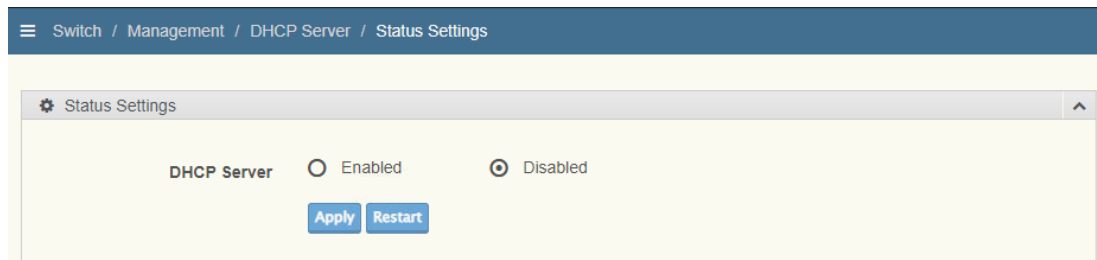 Switch / Management / DHCP Server / Status Settings
Status Settings
DHCP Server Enabled Disabled
Apply Restart